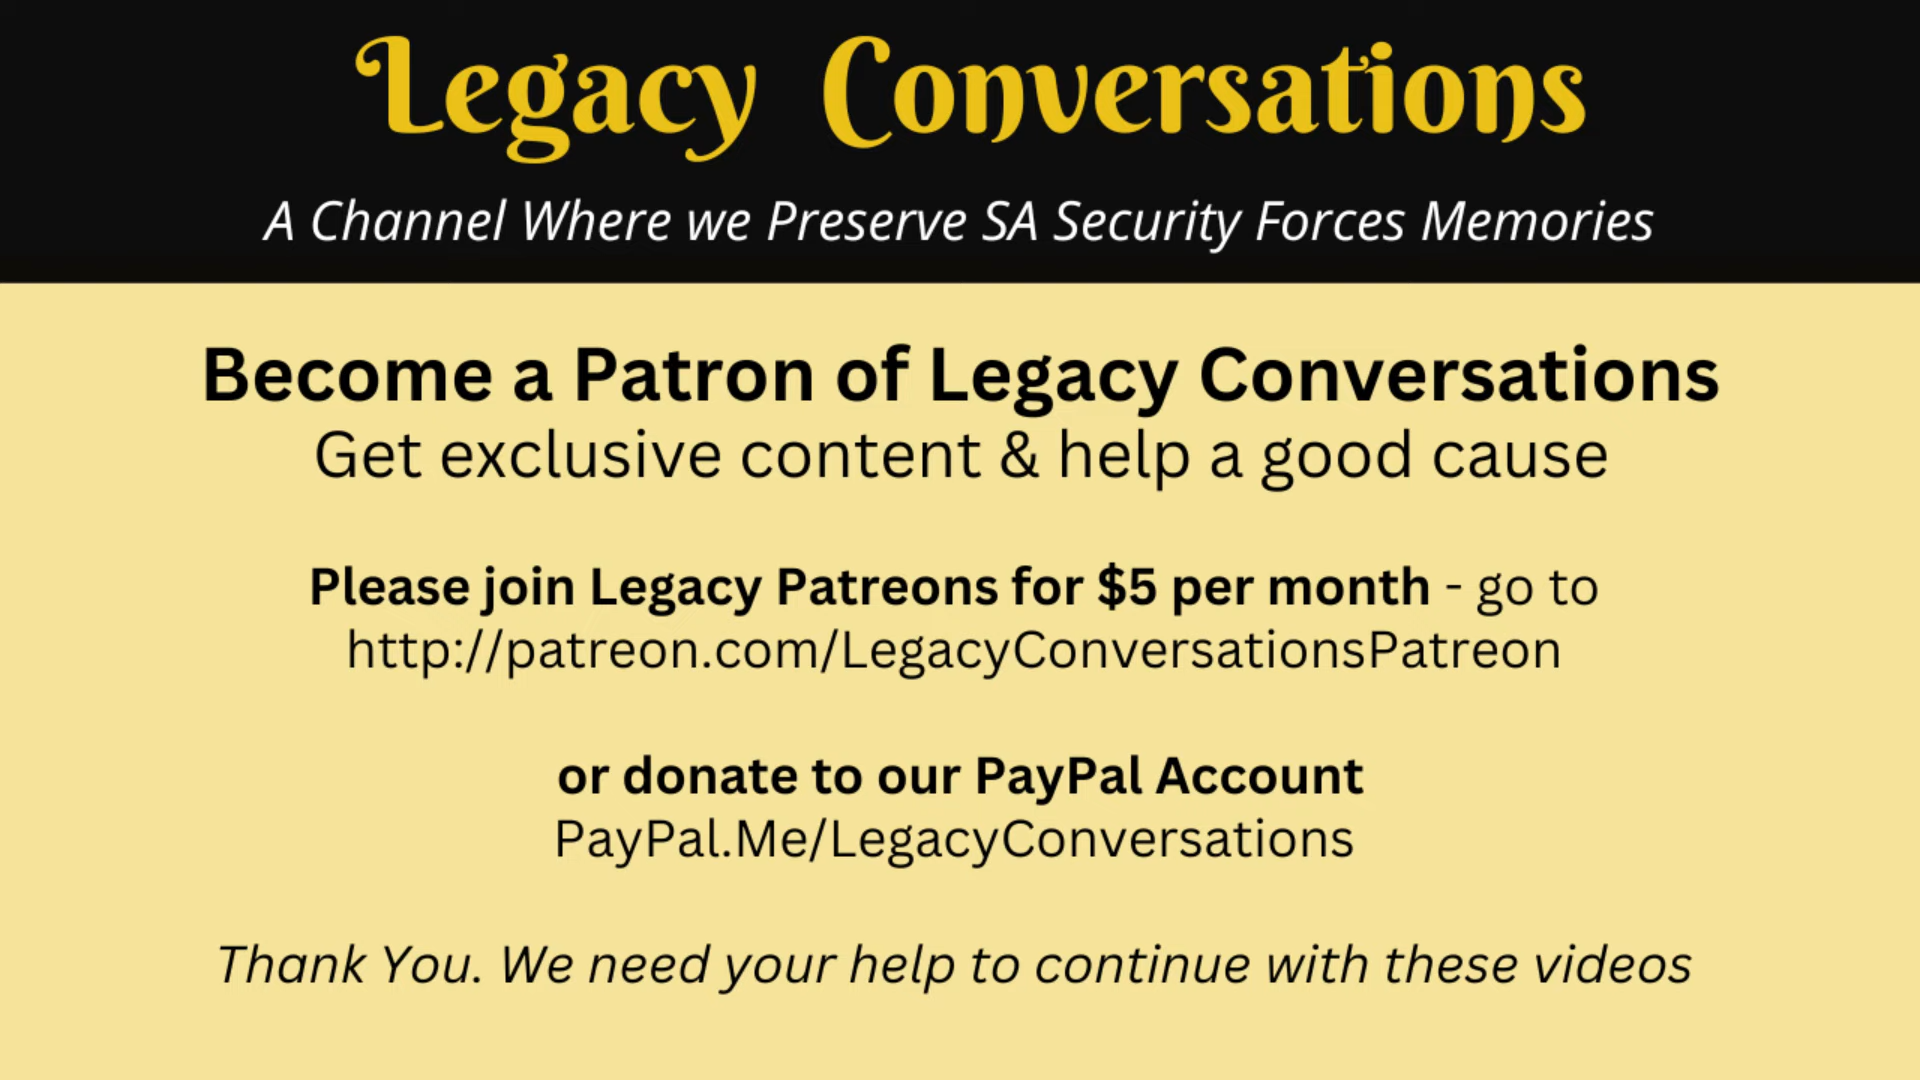 Legacy Conversations
A Channel Where we Preserve SA Security Forces Memories
Become a Patron of Legacy Conversations
Get exclusive content & help a good cause
Please join Legacy Patreons for $5 per month - go to
http://patreon.com/LegacyConversationsPatreon
or donate to our PayPal Account
PayPal.Me/LegacyConversations
Thank You. We need your help to continue with these videos